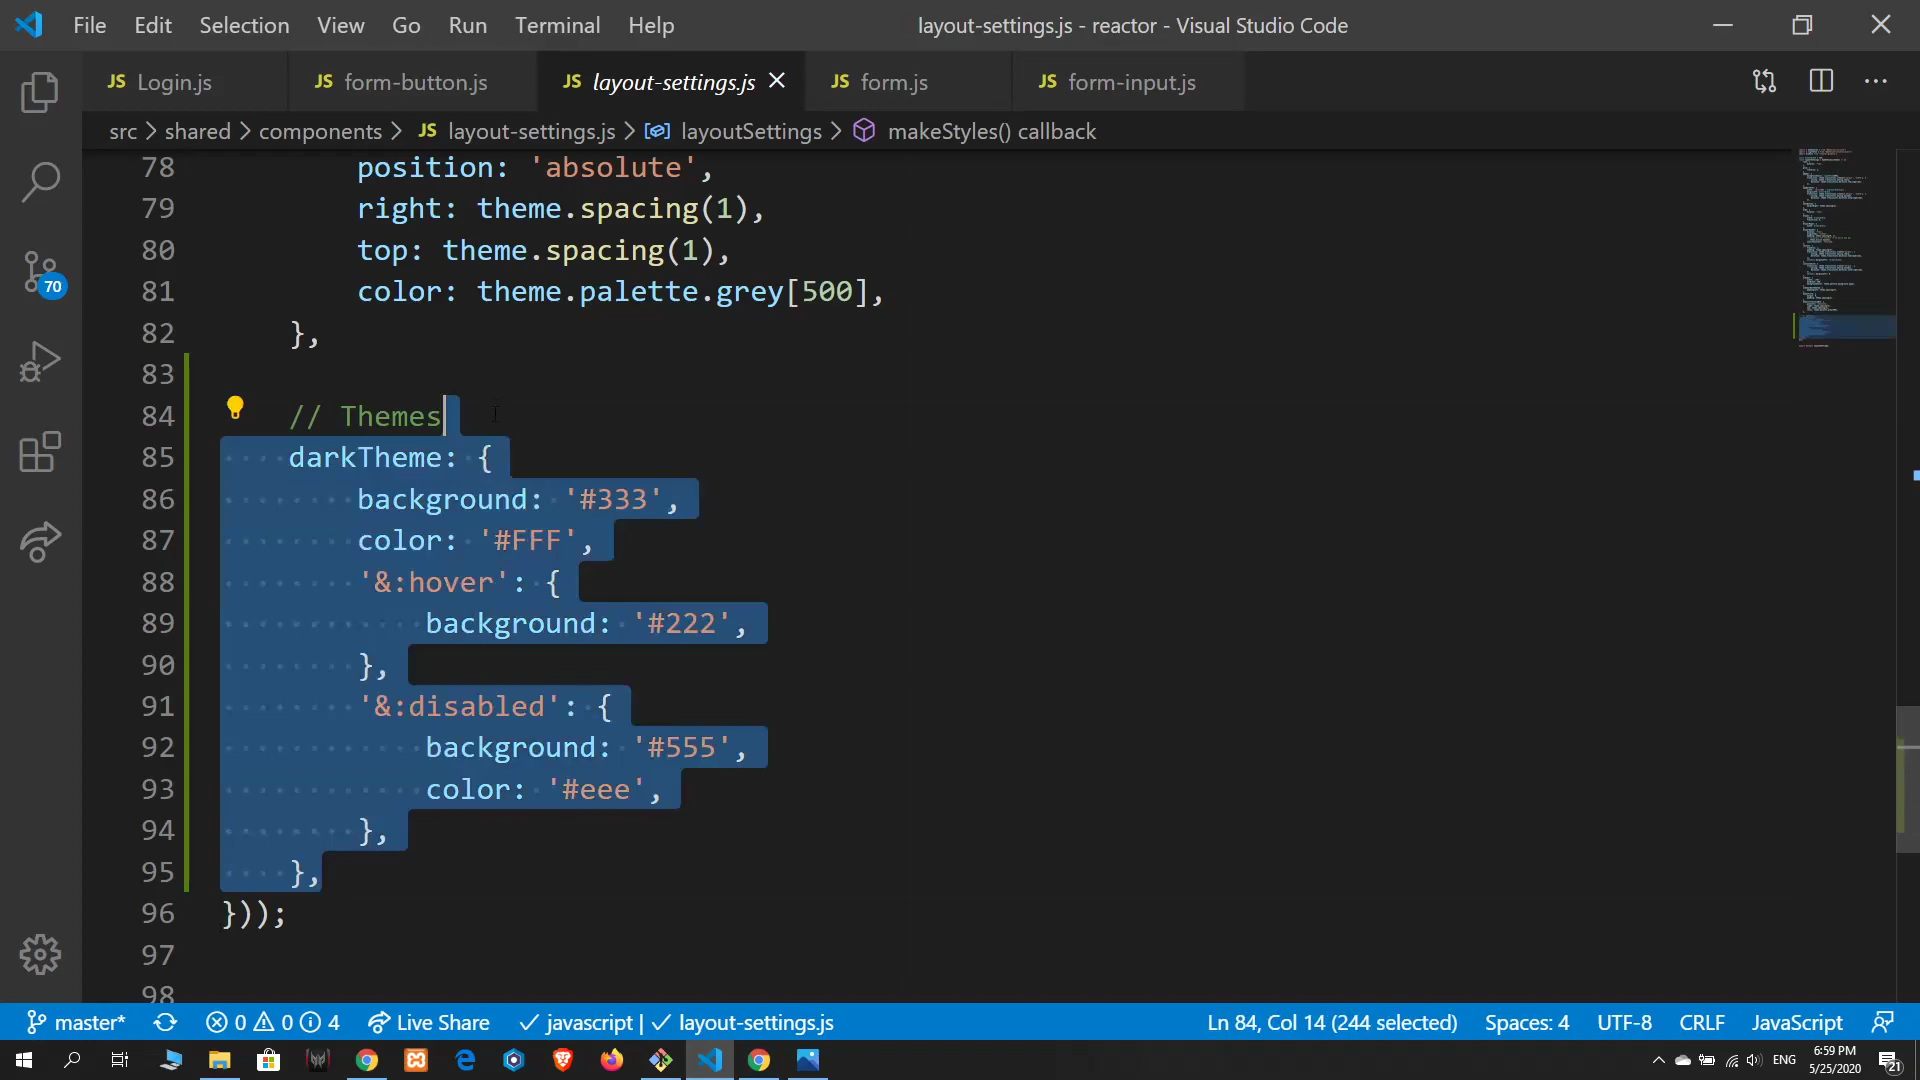 File Edit Selection View Go Run Terminal Help layout-settings.js - reactor - Visual Studio Code
JS Login.js JS form-button.js JS layout-settings.js JS form.js JS form-input.js
src > shared > components > JS layout-settings.js > layoutSettings > makeStyles() callback
78 position: 'absolute',
79 right: theme.spacing(1),
80 top: theme.spacing(1),
81 color: theme.palette.grey[500],
82 },
83
84 // Themes
85 darkTheme: {
86 background: '#333',
87 color: '#FFF',
88 '&:hover': {
89 background: '#222',
90 },
91 '&:disabled': {
92 background: '#555',
93 color: '#eee',
94 },
95 },
96 }));
97
98
70
master* 0 0 4 Live Share javascript | layout-settings.js Ln 84, Col 14 (244 selected) Spaces: 4 UTF-8 CRLF JavaScript
ENG 6:59 PM
5/25/2020 21